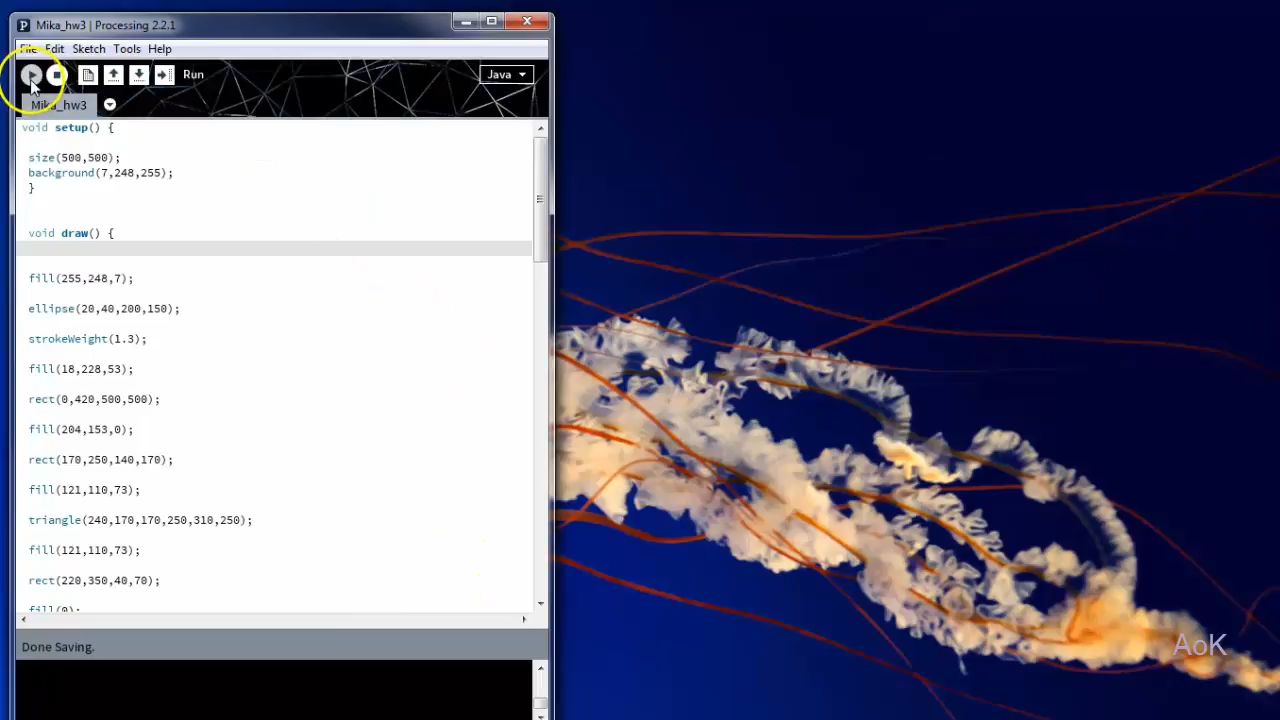 Mika_hw3 | Processing 2.2.1
File Edit Sketch Tools Help
Run
Java
Mika_hw3
void setup() {
size(500,500);
background(7,248,255);
}
void draw() {
fill(255,248,7);
ellipse(20,40,200,150);
strokeWeight(1.3);
fill(18,228,53);
rect(0,420,500,500);
fill(204,153,0);
rect(170,250,140,170);
fill(121,110,73);
triangle(240,170,170,250,310,250);
fill(121,110,73);
rect(220,350,40,70);
fill(0);
Done Saving.
AoK